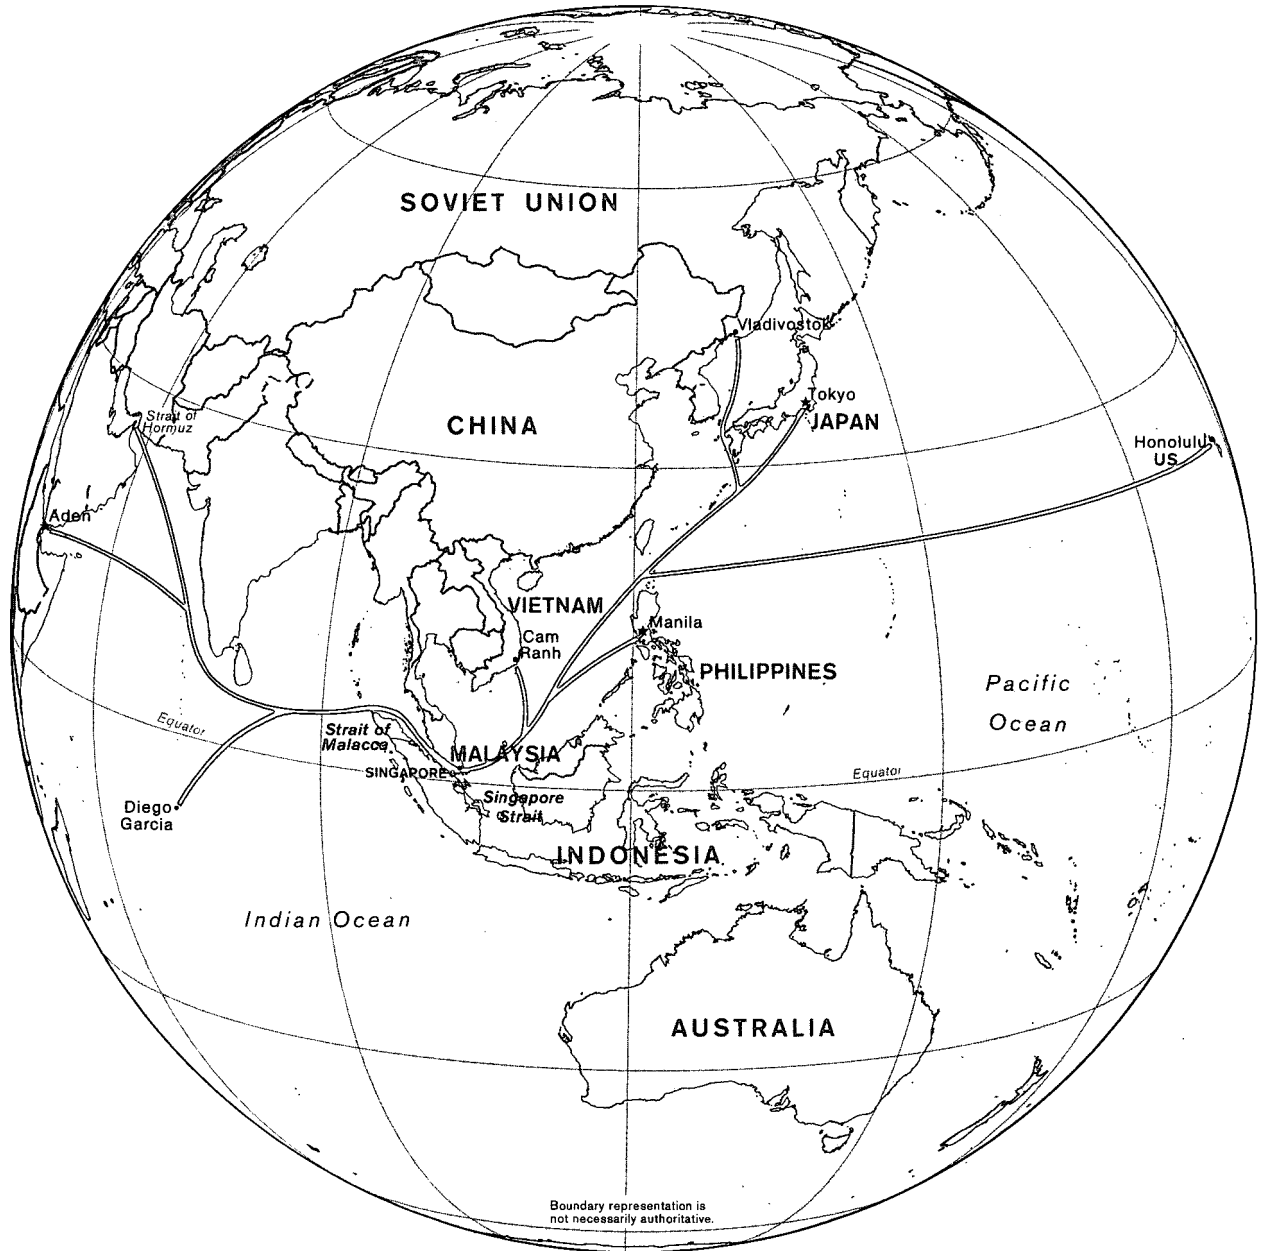 SOVIET UNION
Vladivostok
Tokyo
JAPAN
CHINA
Strait of
Hormuz
Honolulu
US
Aden
VIETNAM
Cam
Ranh
Manila
PHILIPPINES
Pacific
Ocean
Equator
Strait of
Malacca
MALAYSIA
SINGAPORE
Equator
Singapore
Strait
Diego
Garcia
INDONESIA
Indian Ocean
AUSTRALIA
Boundary representation is
not necessarily authoritative.